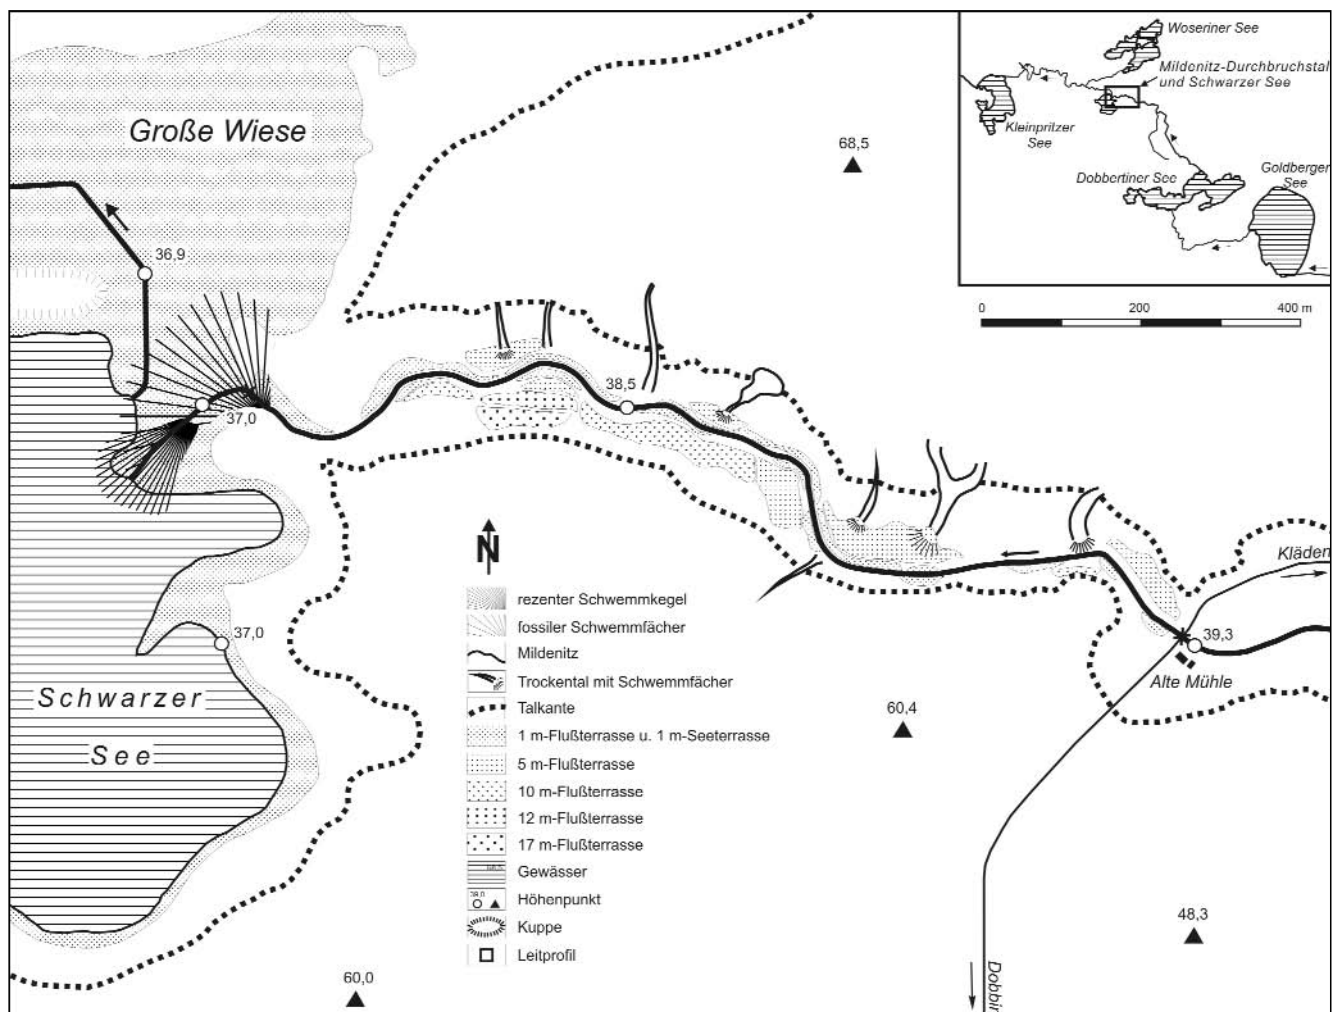 Große Wiese
68,5
36,9
37,0
38,5
37,0
Schwarzer
See
Woseriner See
Mildenitz-Durchbruchstal
und Schwarzer See
Kleinpritzer
See
Dobbertiner See
Goldberger
See
0 200 400 m
N
rezenter Schwemmkegel
fossiler Schwemmfächer
Mildenitz
Trockental mit Schwemmfächer
Talkante
1 m-Flußterrasse u. 1 m-Seeterrasse
5 m-Flußterrasse
10 m-Flußterrasse
12 m-Flußterrasse
17 m-Flußterrasse
Gewässer
Höhenpunkt
Kuppe
Leitprofil
Kläden
39,3
Alte Mühle
60,4
48,3
60,0
Dobbin